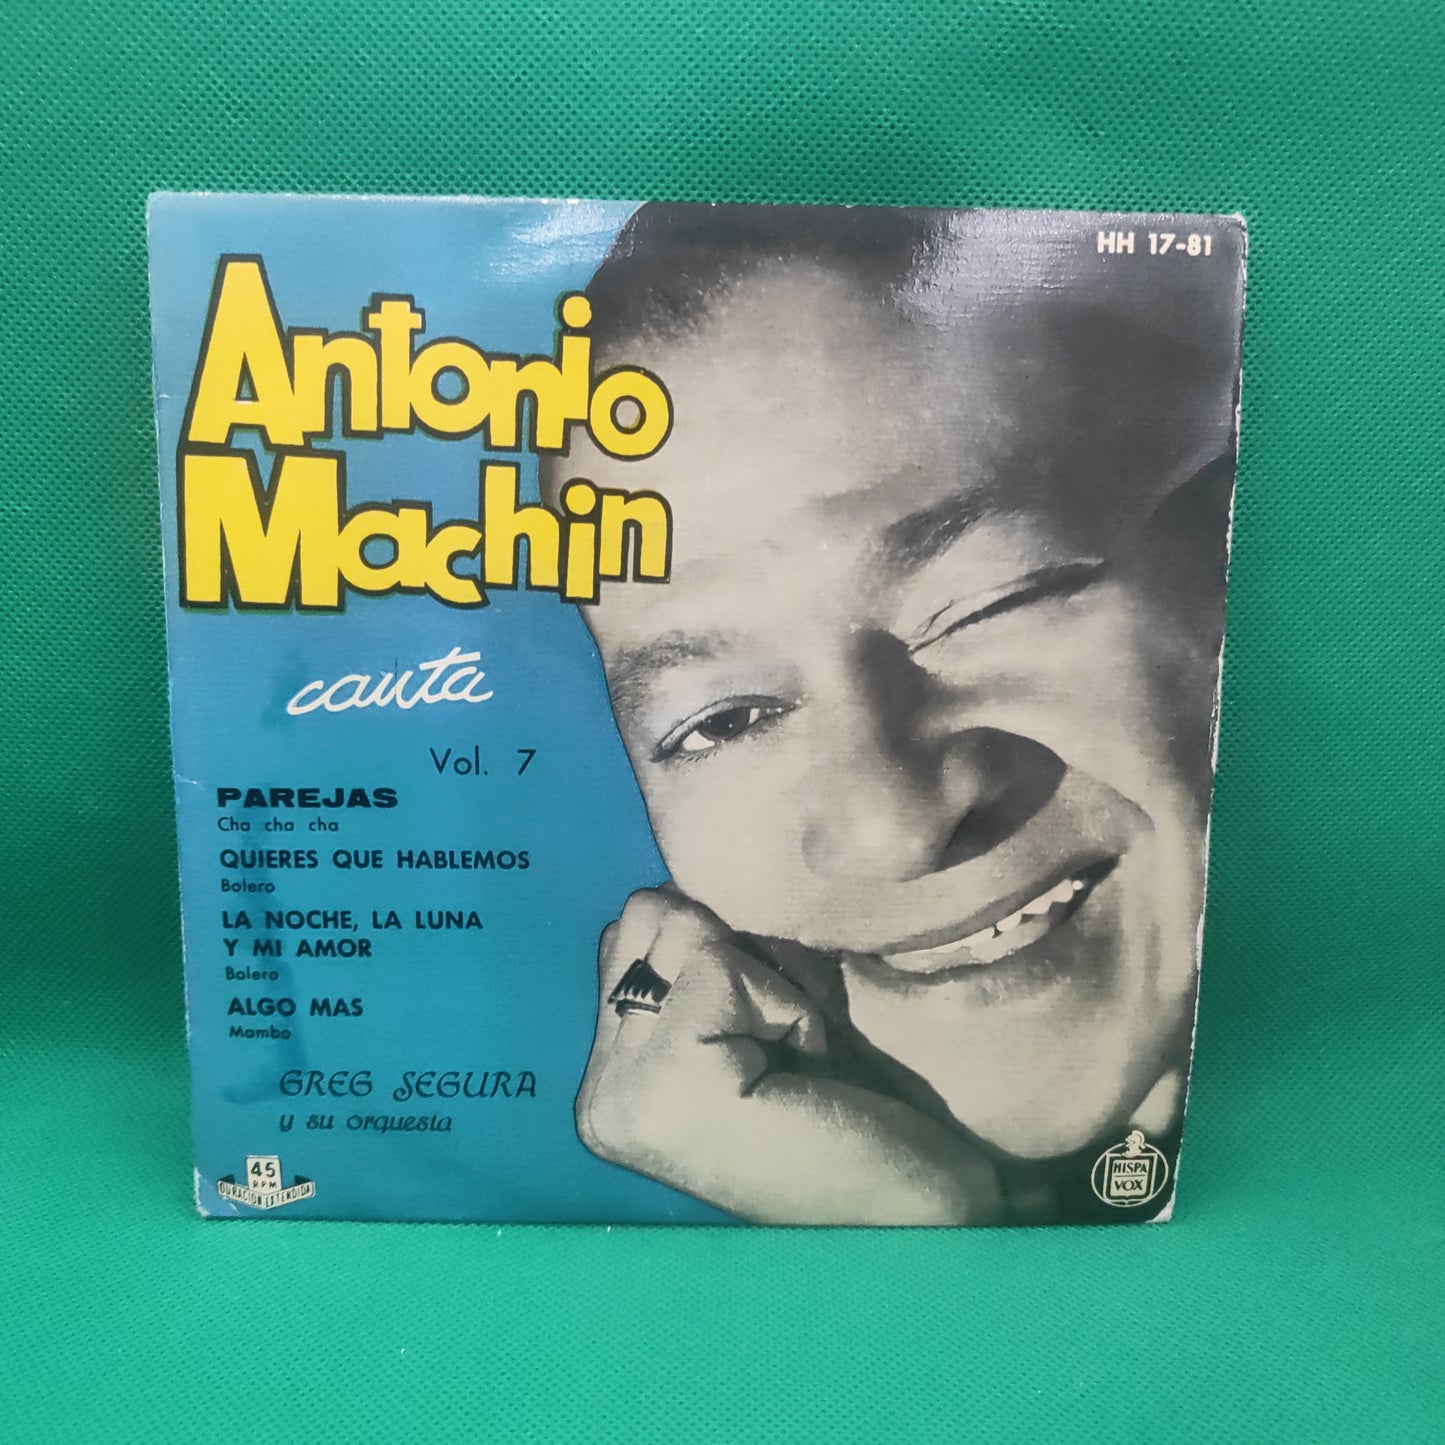 HH 17-81
Antonio
Machin
canta
Vol. 7
PAREJAS
Cha cha cha
QUIERES QUE HABLEMOS
Bolero
LA NOCHE, LA LUNA
Y MI AMOR
Bolero
ALGO MAS
Mambo
GREG SEGURA
y su orquesta
45
RPM
DURACIÓN EXTENDIDA
HISPA
VOX